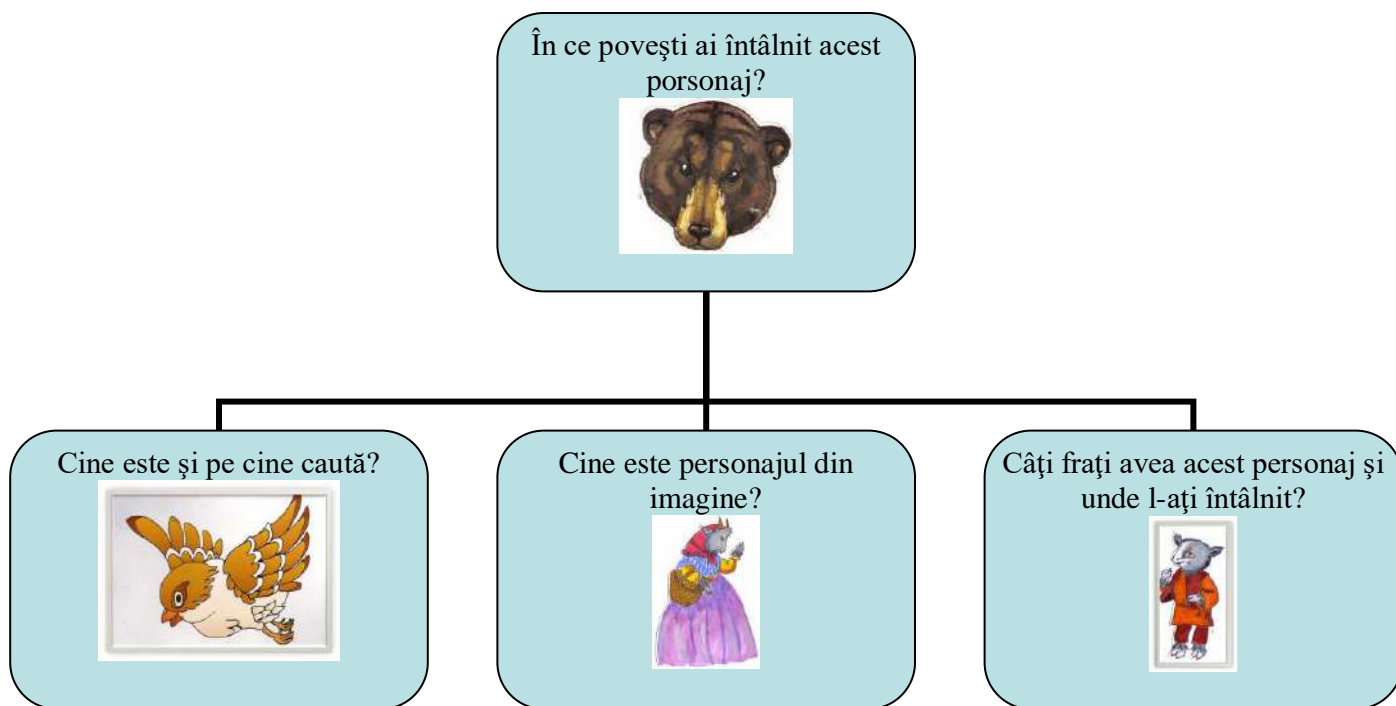 În ce poveşti ai întâlnit acest
porsonaj?
Cine este şi pe cine caută?
Cine este personajul din
imagine?
Câţi fraţi avea acest personaj şi
unde l-aţi întâlnit?